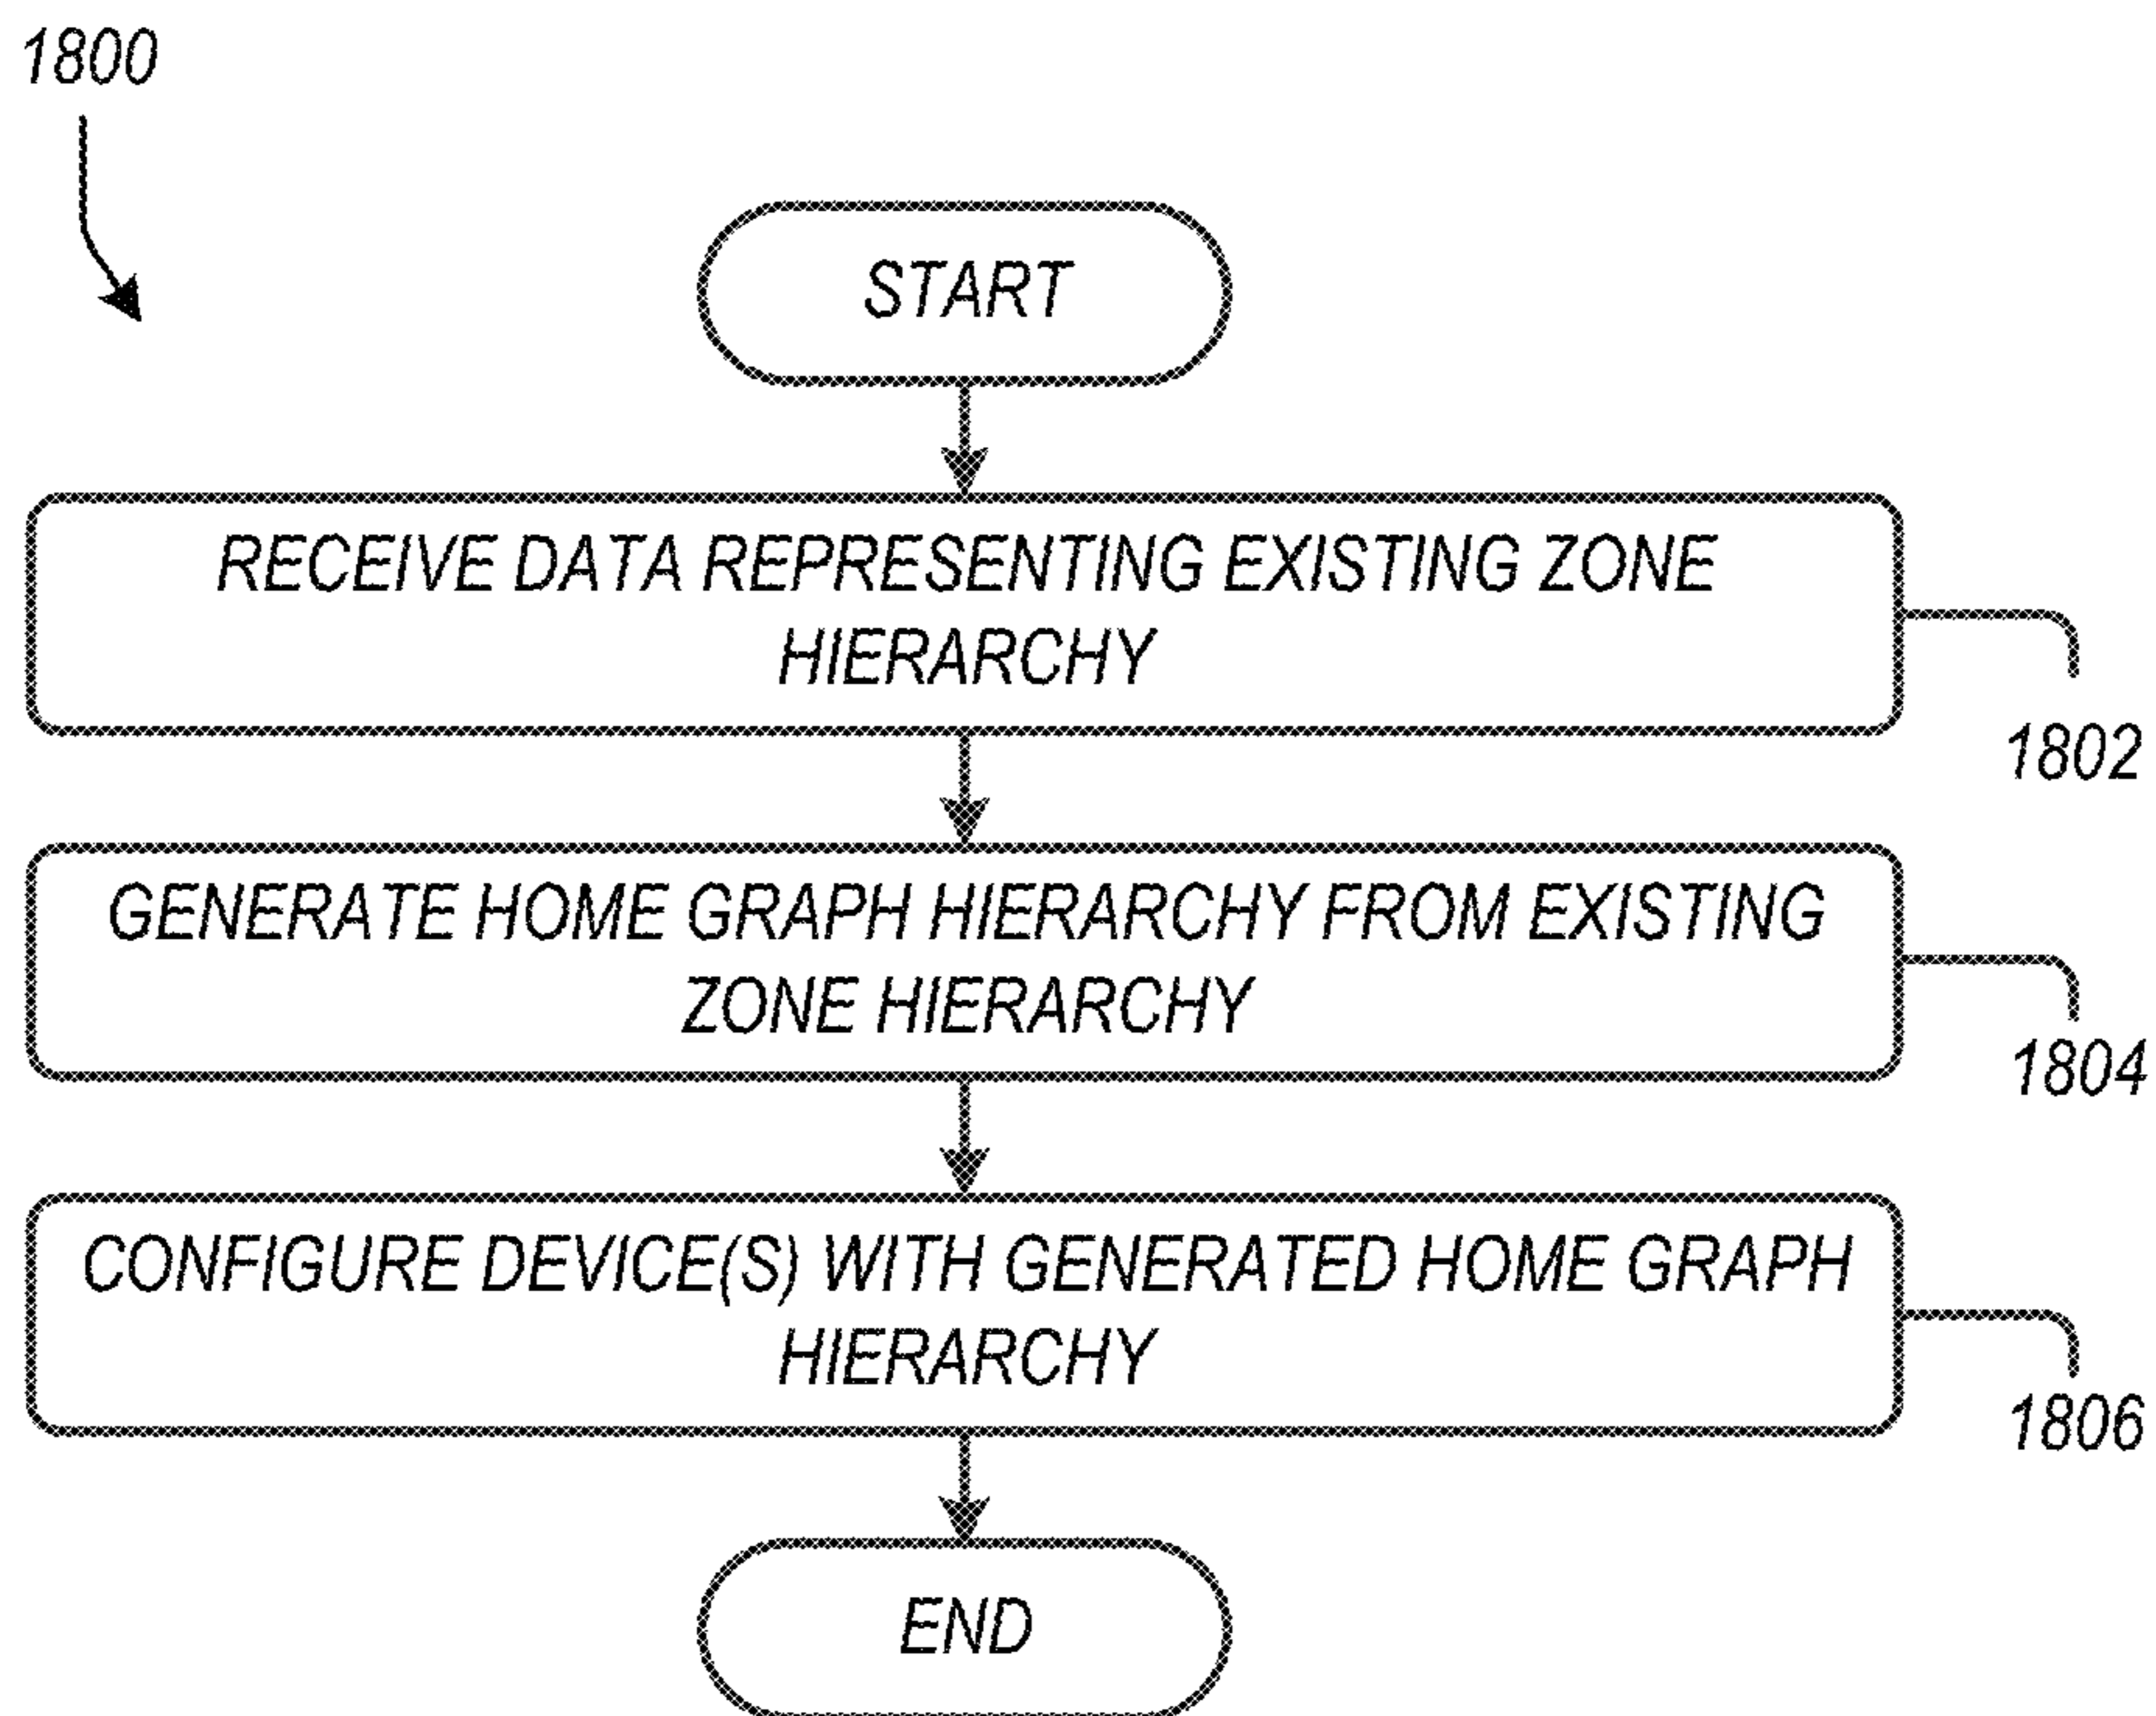 1800
START
RECEIVE DATA REPRESENTING EXISTING ZONE
HIERARCHY
1802
GENERATE HOME GRAPH HIERARCHY FROM EXISTING
ZONE HIERARCHY
1804
CONFIGURE DEVICE(S) WITH GENERATED HOME GRAPH
HIERARCHY
1806
END